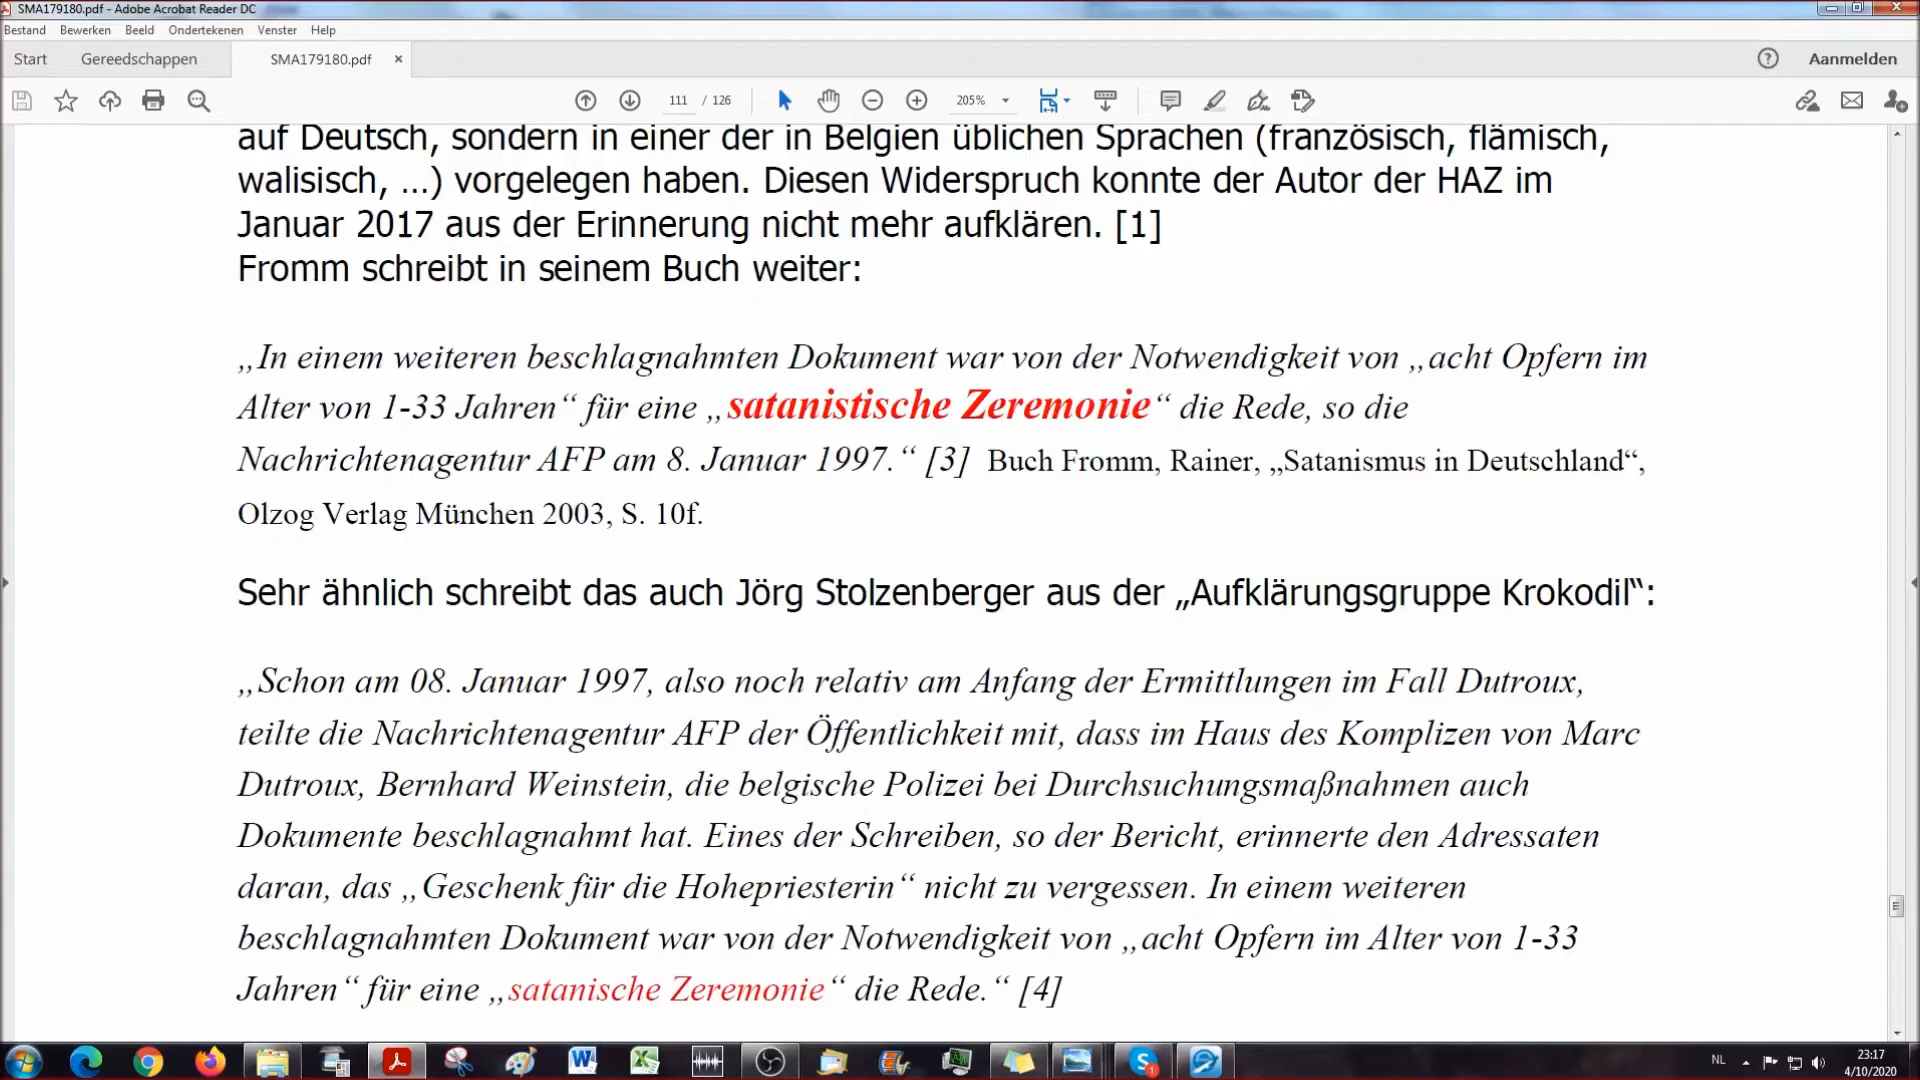 SMA179180.pdf - Adobe Acrobat Reader DC
Bestand Bewerken Beeld Ondertekenen Venster Help
Start Gereedschappen SMA179180.pdf × Aanmelden
111 / 126 205%
auf Deutsch, sondern in einer der in Belgien üblichen Sprachen (französisch, flämisch,
walisisch, ...) vorgelegen haben. Diesen Widerspruch konnte der Autor der HAZ im
Januar 2017 aus der Erinnerung nicht mehr aufklären. [1]
Fromm schreibt in seinem Buch weiter:
„In einem weiteren beschlagnahmten Dokument war von der Notwendigkeit von „acht Opfern im
Alter von 1-33 Jahren“ für eine „satanistische Zeremonie“ die Rede, so die
Nachrichtenagentur AFP am 8. Januar 1997.“ [3] Buch Fromm, Rainer, „Satanismus in Deutschland“,
Olzog Verlag München 2003, S. 10f.
Sehr ähnlich schreibt das auch Jörg Stolzenberger aus der „Aufklärungsgruppe Krokodil“:
„Schon am 08. Januar 1997, also noch relativ am Anfang der Ermittlungen im Fall Dutroux,
teilte die Nachrichtenagentur AFP der Öffentlichkeit mit, dass im Haus des Komplizen von Marc
Dutroux, Bernhard Weinstein, die belgische Polizei bei Durchsuchungsmaßnahmen auch
Dokumente beschlagnahmt hat. Eines der Schreiben, so der Bericht, erinnerte den Adressaten
daran, das „Geschenk für die Hohepriesterin“ nicht zu vergessen. In einem weiteren
beschlagnahmten Dokument war von der Notwendigkeit von „acht Opfern im Alter von 1-33
Jahren“ für eine „satanische Zeremonie“ die Rede.“ [4]
NL 23:17
4/10/2020